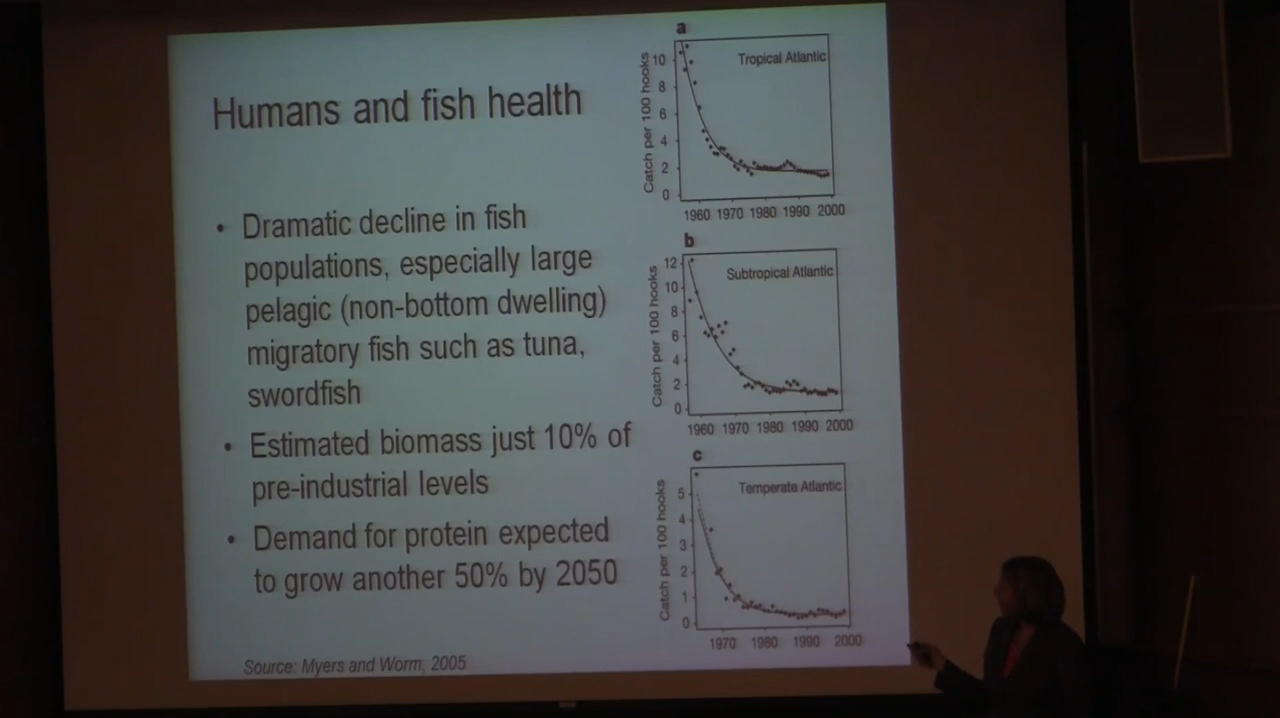 Humans and fish health
• Dramatic decline in fish
populations, especially large
pelagic (non-bottom dwelling)
migratory fish such as tuna,
swordfish
• Estimated biomass just 10% of
pre-industrial levels
• Demand for protein expected
to grow another 50% by 2050
Source: Myers and Worm, 2005
a
Tropical Atlantic
Catch per 100 hooks
10
8
6
4
2
0
1960 1970 1980 1990 2000
b
Subtropical Atlantic
Catch per 100 hooks
12
10
8
6
4
2
0
1960 1970 1980 1990 2000
c
Temperate Atlantic
Catch per 100 hooks
5
4
3
2
1
0
1970 1980 1990 2000